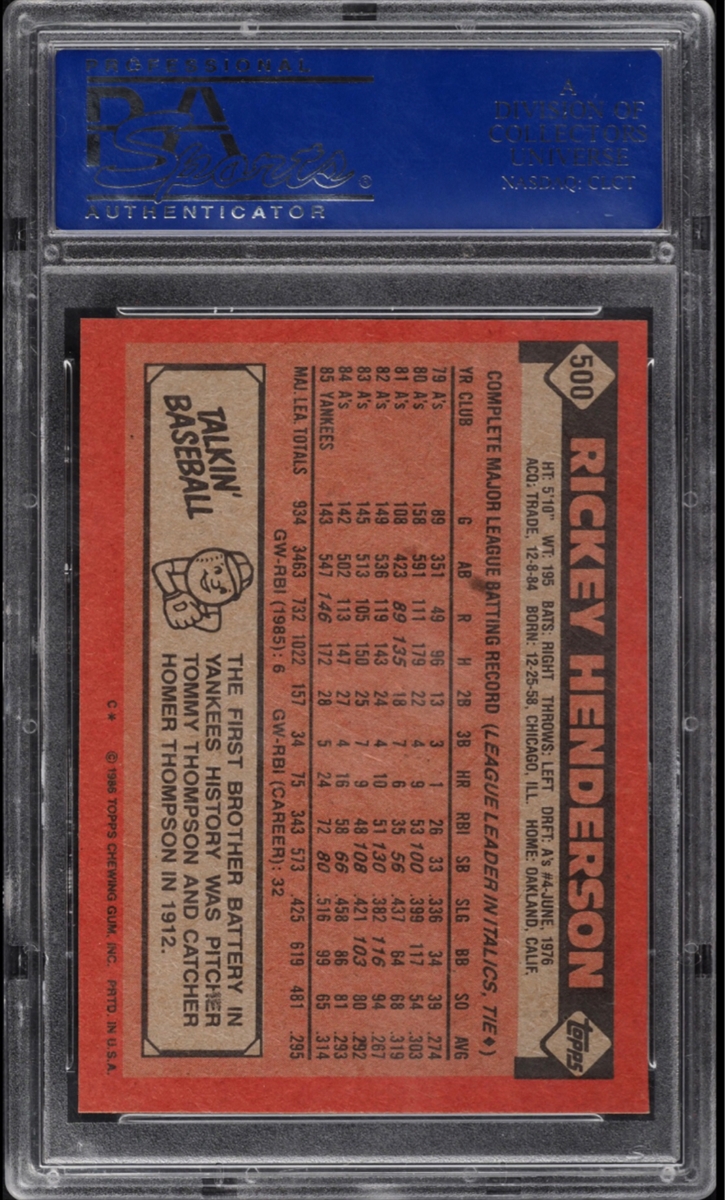 PROFESSIONAL
PSA
Sports®
AUTHENTICATOR
A
DIVISION OF
COLLECTORS
UNIVERSE
NASDAQ: CLCT
500
RICKEY HENDERSON
topps
HT: 5'10" WT: 195 BATS: RIGHT THROWS: LEFT DRFT: A's #4-JUNE, 1976
ACQ: TRADE, 12-8-84 BORN: 12-25-58, CHICAGO, ILL. HOME: OAKLAND, CALIF.
COMPLETE MAJOR LEAGUE BATTING RECORD (LEAGUE LEADER IN ITALICS, TIE♦)
YR CLUB G AB R H 2B 3B HR RBI SB SLG BB SO AVG
79 A's 89 351 49 96 13 3 1 26 33 .336 34 39 .274
80 A's 158 591 111 179 22 4 9 53 100 .399 117 54 .303
81 A's 108 423 89 135 18 7 6 35 56 .437 64 68 .319
82 A's 149 536 119 143 24 4 10 51 130 .382 116 94 .267
83 A's 145 513 105 150 25 7 9 48 108 .421 103 80 .292
84 A's 142 502 113 147 27 4 16 58 66 .458 86 81 .293
85 YANKEES 143 547 146 172 28 5 24 72 80 .516 99 65 .314
MAJ. LEA. TOTALS 934 3463 732 1022 157 34 75 343 573 .425 619 481 .295
GW-RBI (1985): 6 GW-RBI (CAREER): 32
TALKIN'
BASEBALL
THE FIRST BROTHER BATTERY IN
YANKEES HISTORY WAS PITCHER
TOMMY THOMPSON AND CATCHER
HOMER THOMPSON IN 1912.
C* © 1986 TOPPS CHEWING GUM, INC. PRTD. IN U.S.A.